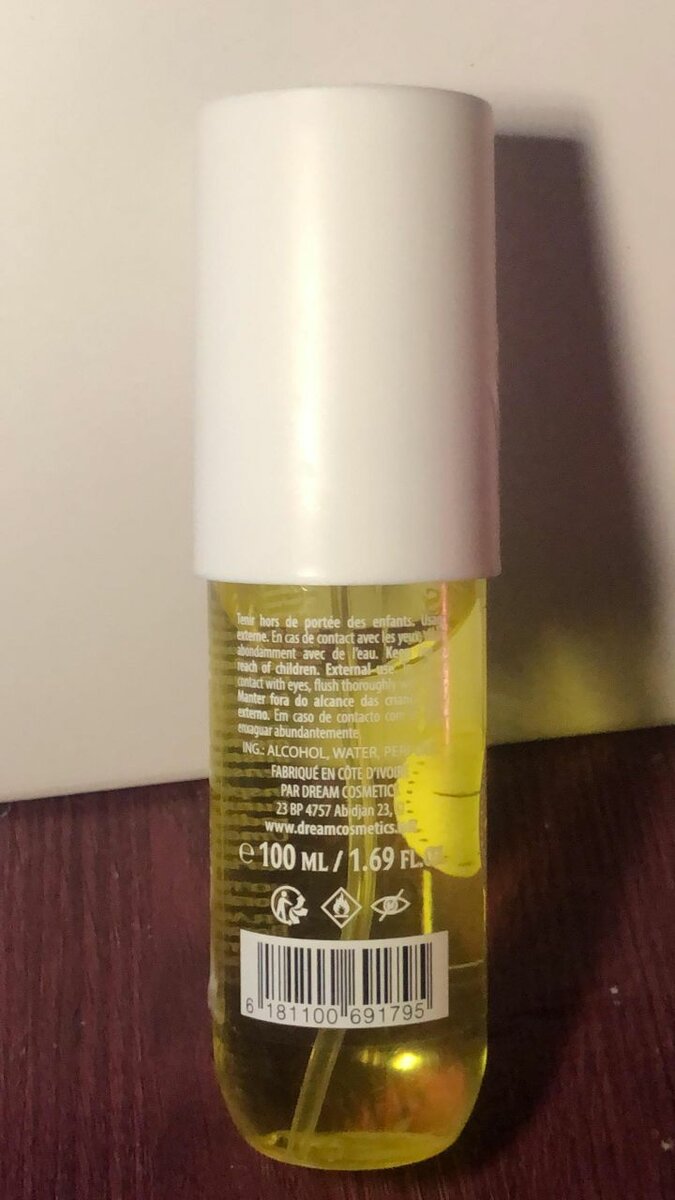 Tenir hors de portée des enfants. Usage
externe. En cas de contact avec les yeux,
abondamment avec de l'eau. Keep
reach of children. External use
contact with eyes, flush thoroughly
Manter fora do alcance das
externo. Em caso de contacto com
enxaguar abundantemente.
ING.: ALCOHOL, WATER,
FABRIQUÉ EN CÔTE D'IVOIRE
PAR DREAM COSMETIC
23 BP 4757 Abidjan 23,
www.dreamcosmetics.
e 100 ML / 1.69 FL.OZ
6 181100 691795